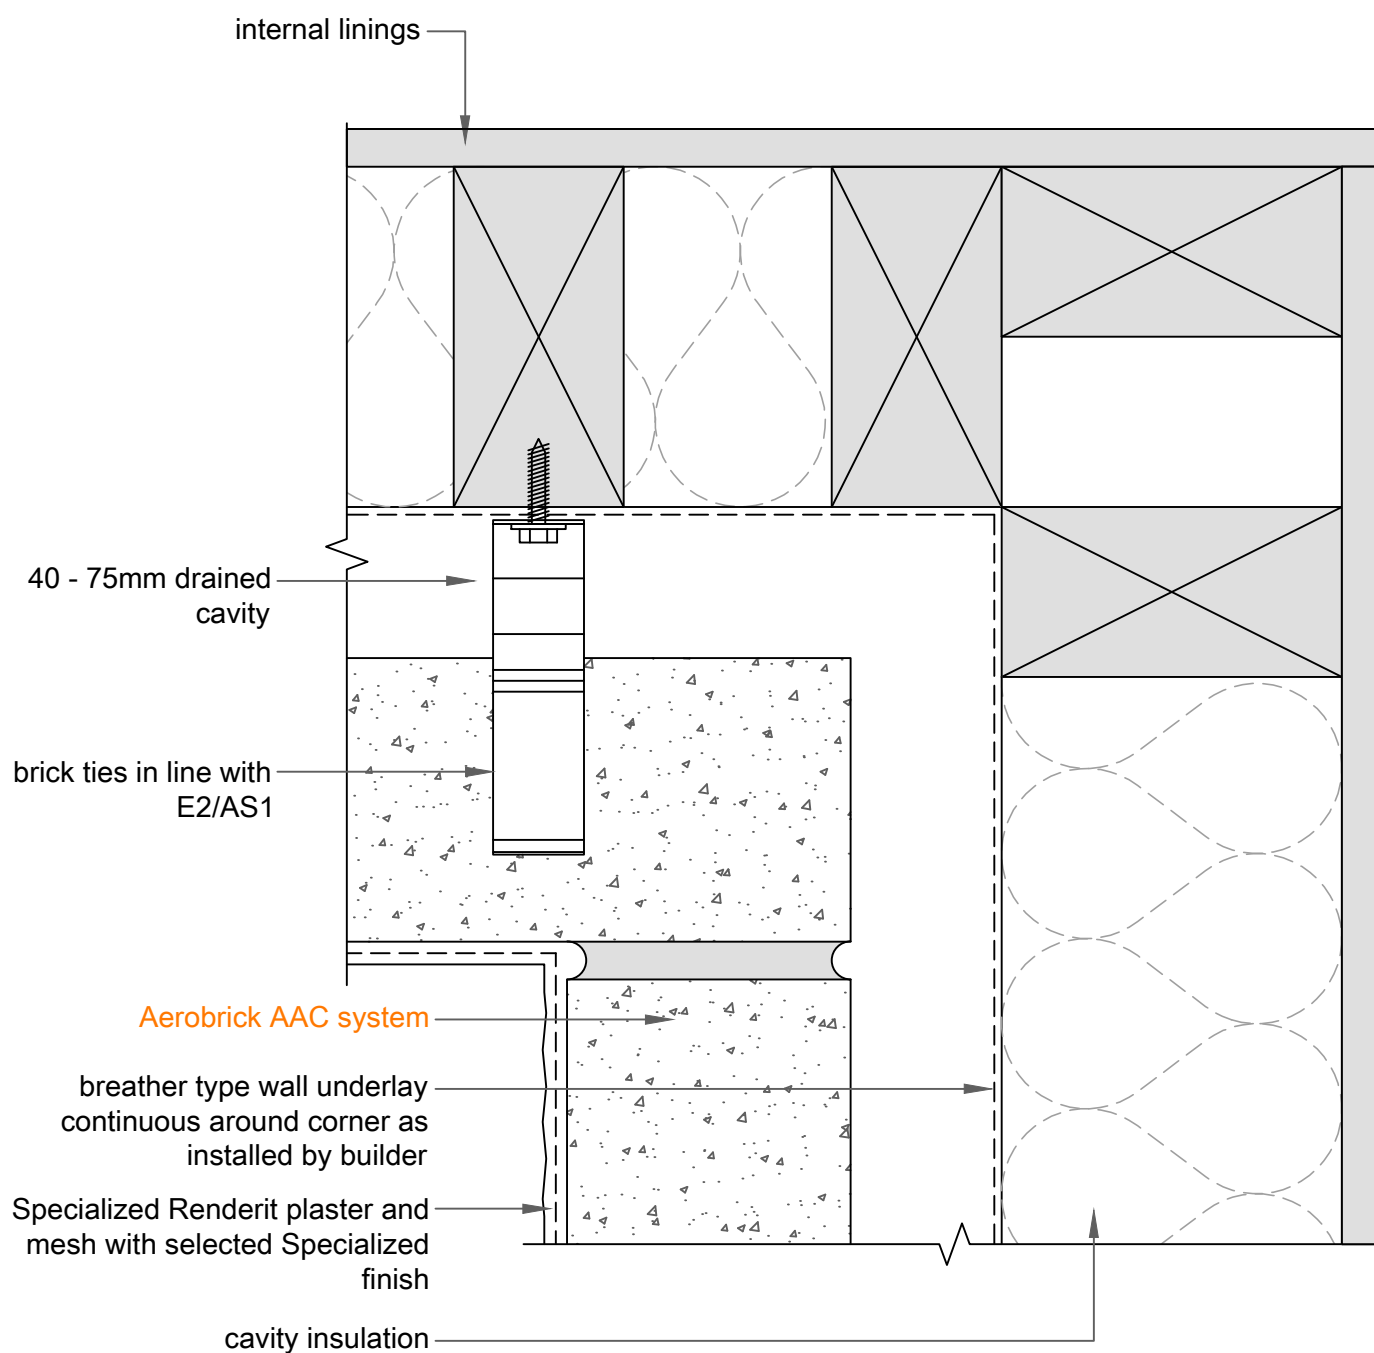 internal linings
40 - 75mm drained
cavity
brick ties in line with
E2/AS1
Aerobrick AAC system
breather type wall underlay
continuous around corner as
installed by builder
Specialized Renderit plaster and
mesh with selected Specialized
finish
cavity insulation